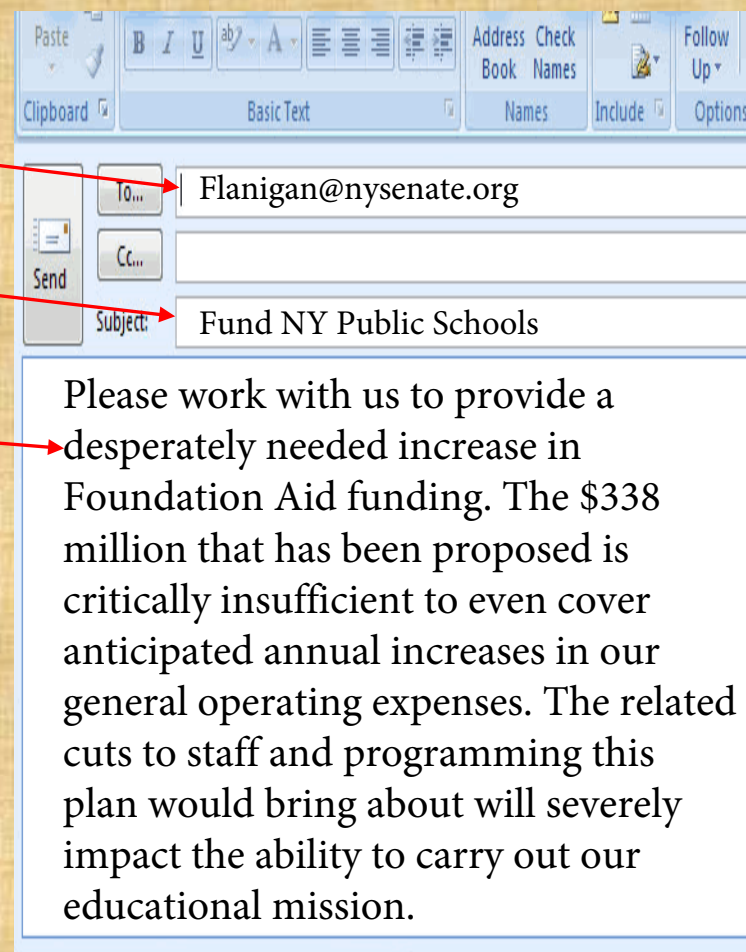 Paste
B I U ab A
Address Check
Book Names
Follow
Up
Clipboard
Basic Text
Names
Include
Options
To...
Flanigan@nysenate.org
Cc...
Send
Subject:
Fund NY Public Schools
Please work with us to provide a
desperately needed increase in
Foundation Aid funding. The $338
million that has been proposed is
critically insufficient to even cover
anticipated annual increases in our
general operating expenses. The related
cuts to staff and programming this
plan would bring about will severely
impact the ability to carry out our
educational mission.